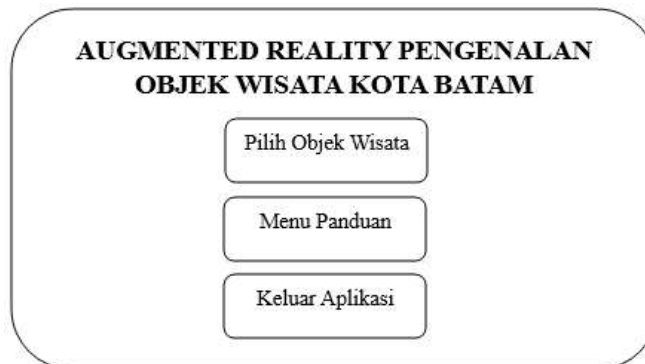 AUGMENTED REALITY PENGENALAN
OBJEK WISATA KOTA BATAM
Pilih Objek Wisata
Menu Panduan
Keluar Aplikasi